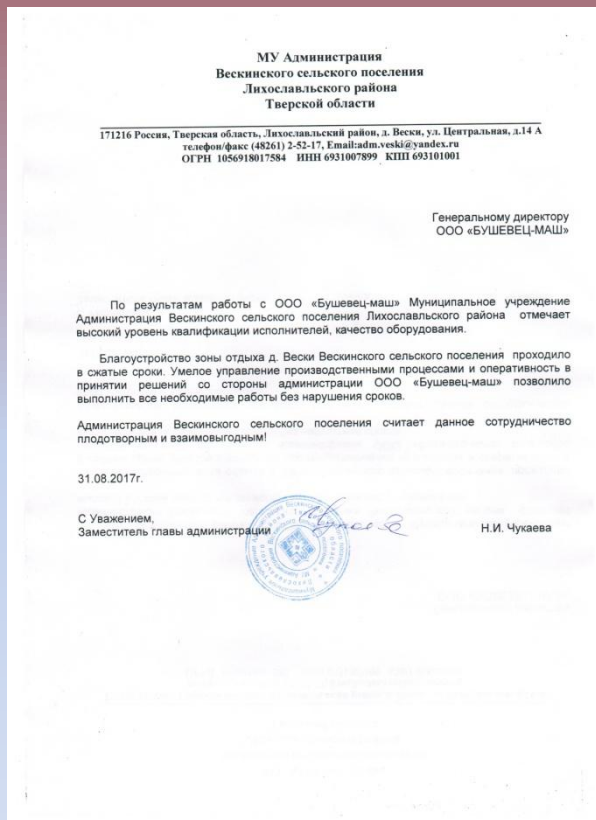 МУ Администрация
Вескинского сельского поселения
Лихославльского района
Тверской области
171216 Россия, Тверская область, Лихославльский район, д. Вески, ул. Центральная, д.14 А
телефон/факс (48261) 2-52-17, Email:adm.veski@yandex.ru
ОГРН 1056918017584 ИНН 6931007899 КПП 693101001
Генеральному директору
ООО «БУШЕВЕЦ-МАШ»
По результатам работы с ООО «Бушевец-маш» Муниципальное учреждение
Администрация Вескинского сельского поселения Лихославльского района отмечает
высокий уровень квалификации исполнителей, качество оборудования.
Благоустройство зоны отдыха д. Вески Вескинского сельского поселения проходило
в сжатые сроки. Умелое управление производственными процессами и оперативность в
принятии решений со стороны администрации ООО «Бушевец-маш» позволило
выполнить все необходимые работы без нарушения сроков.
Администрация Вескинского сельского поселения считает данное сотрудничество
плодотворным и взаимовыгодным!
31.08.2017г.
С Уважением,
Заместитель главы администрации
Н.И. Чукаева